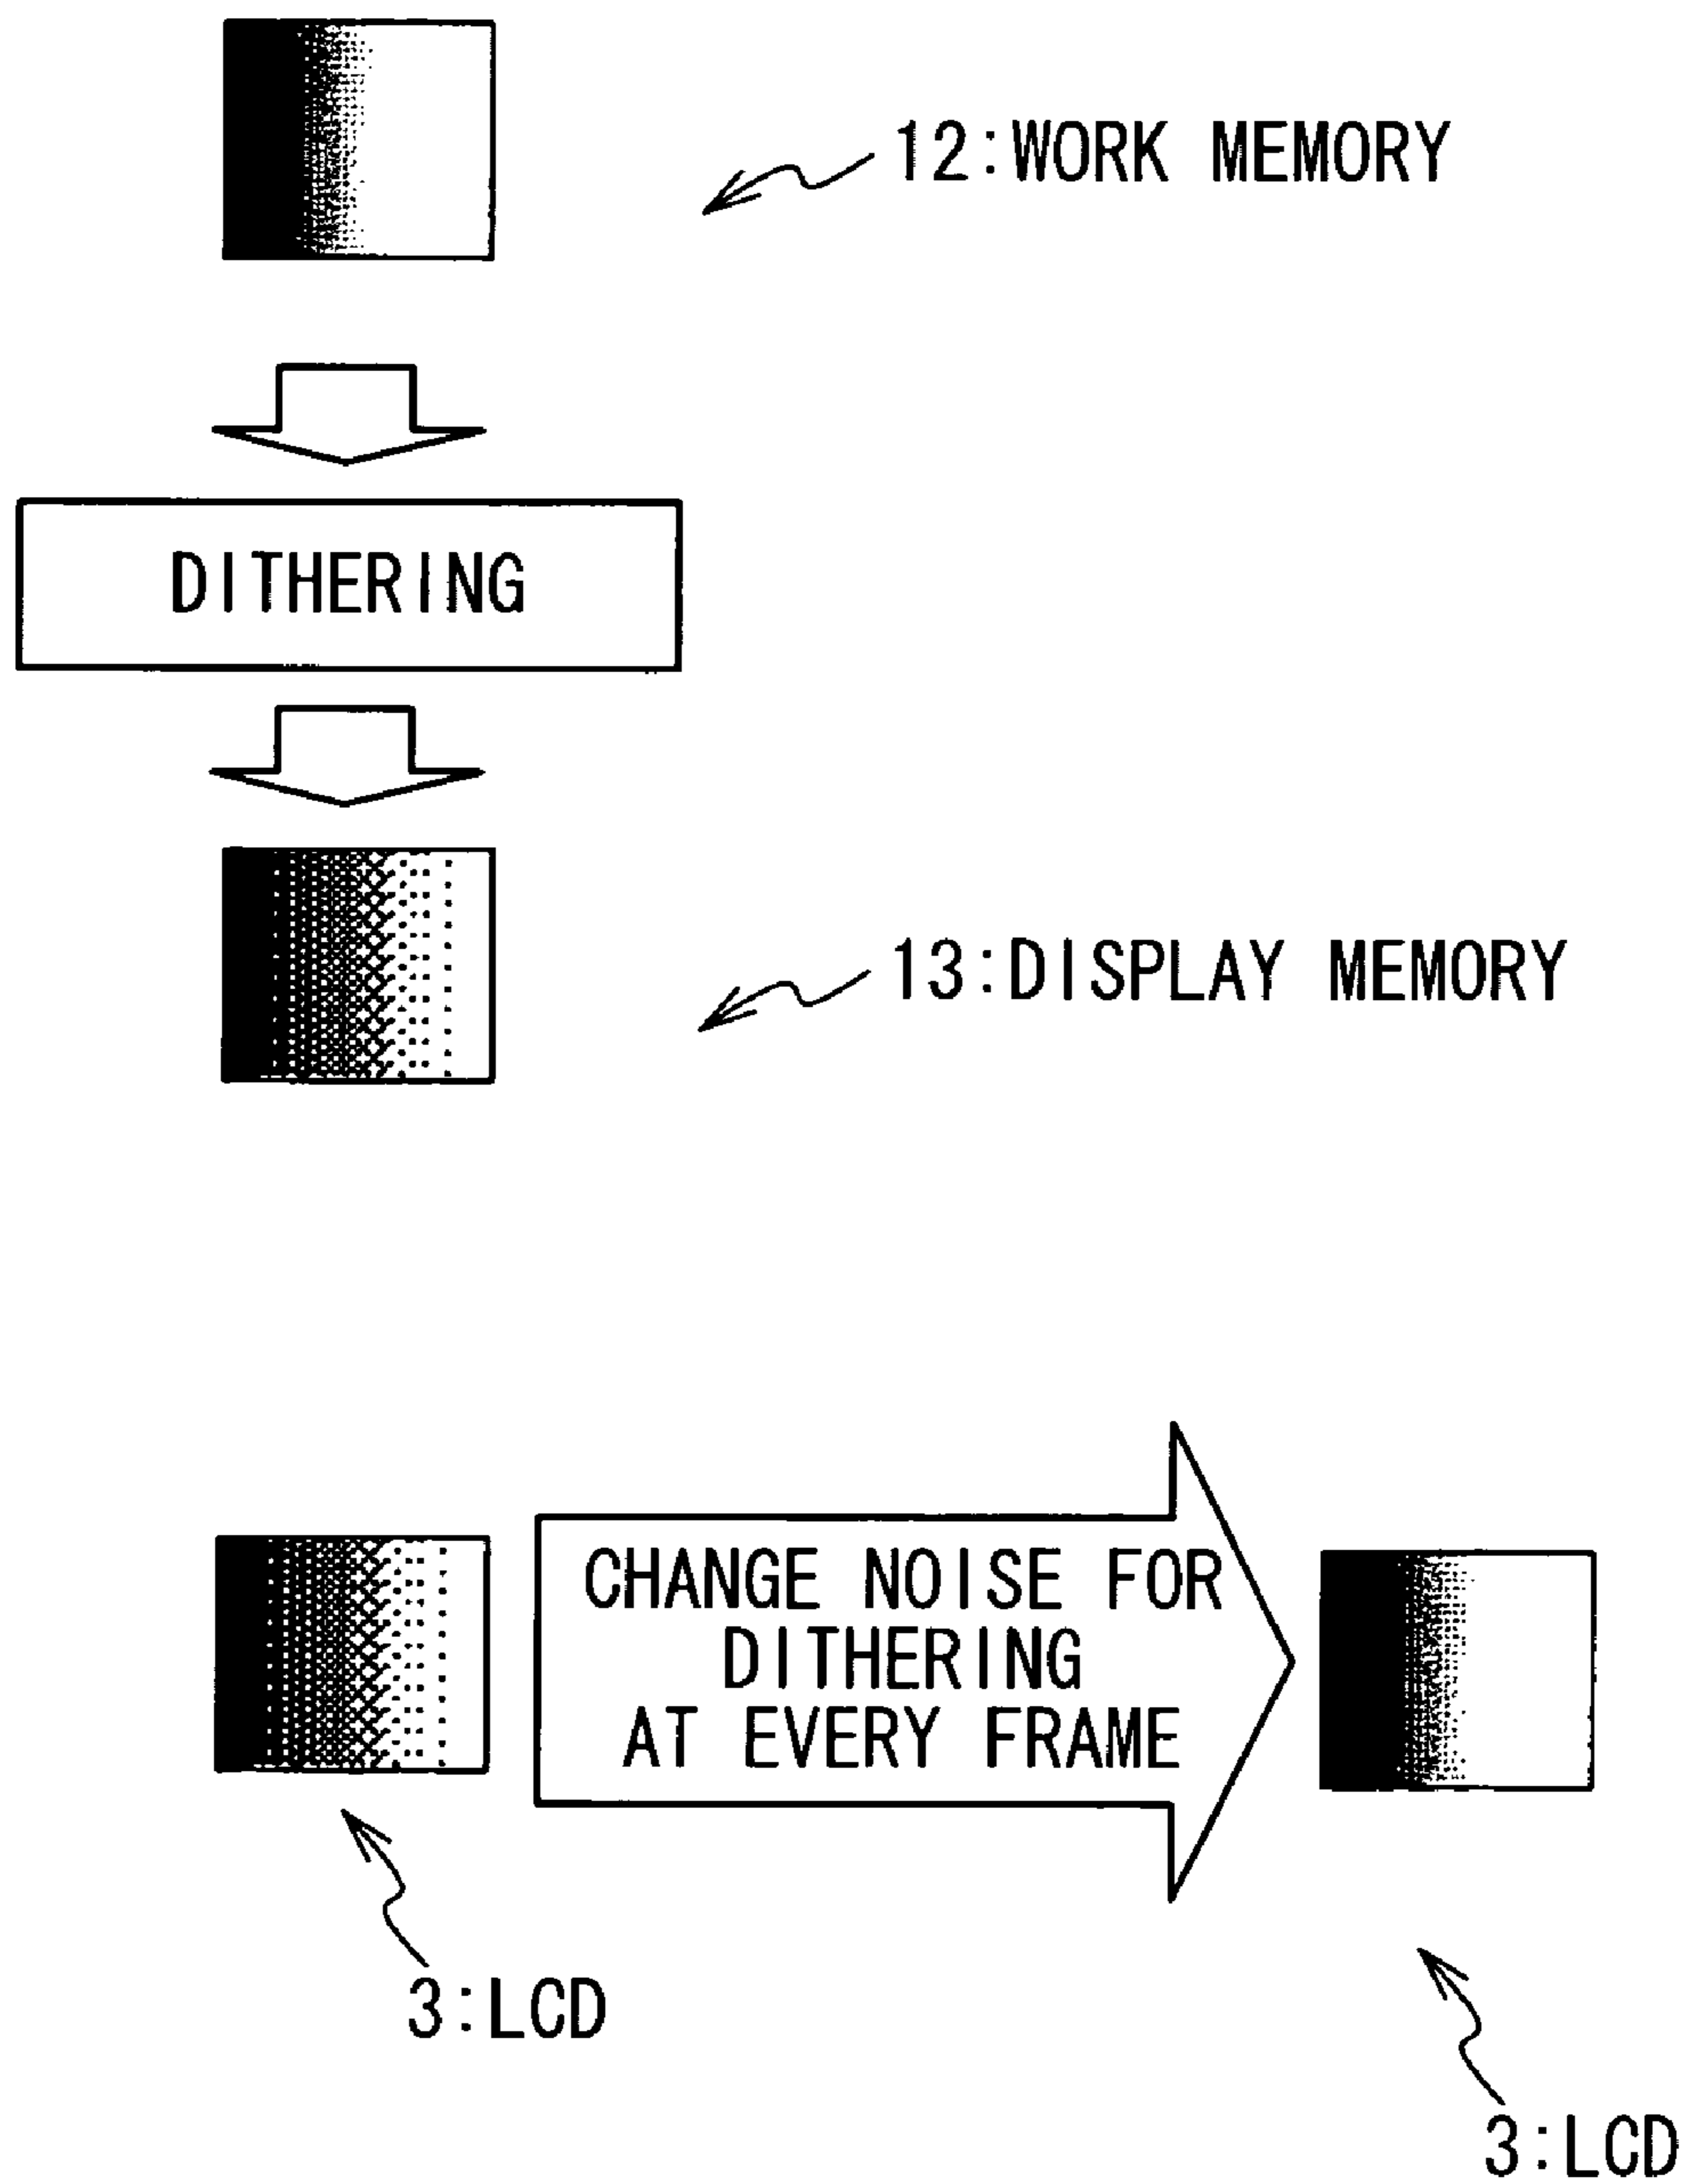 12:WORK MEMORY
DITHERING
13:DISPLAY MEMORY
CHANGE NOISE FOR
DITHERING
AT EVERY FRAME
3:LCD
3:LCD